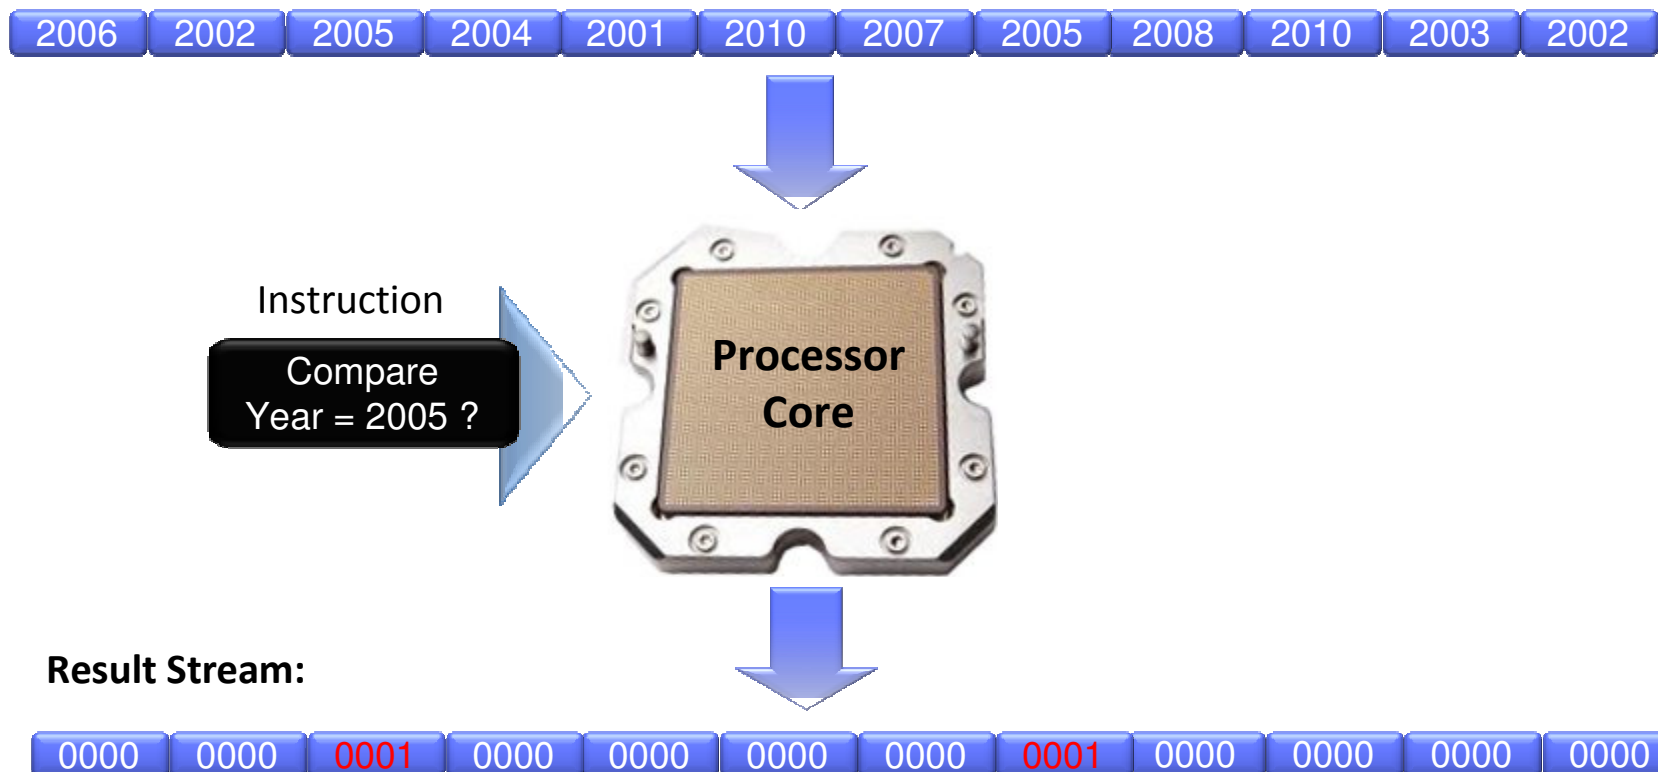 2006 2002 2005 2004 2001 2010 2007 2005 2008 2010 2003 2002
Instruction
Compare
Year = 2005 ?
Processor
Core
Result Stream:
0000 0000 0001 0000 0000 0000 0000 0001 0000 0000 0000 0000